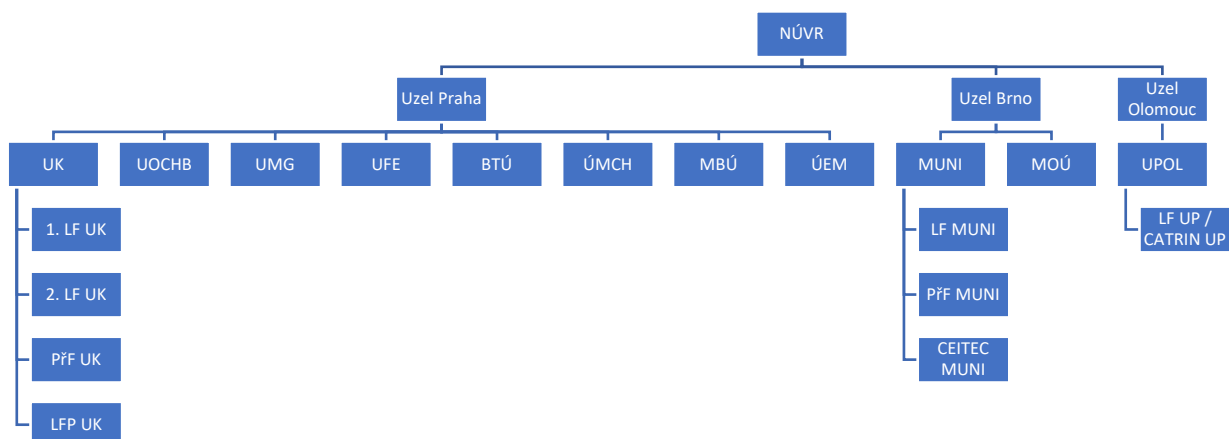 NÚVR
Uzel Praha
Uzel Brno
Uzel
Olomouc
UK
UOCHB
UMG
UFE
BTÚ
ÚMCH
MBÚ
ÚEM
MUNI
MOÚ
UPOL
1. LF UK
2. LF UK
PřF UK
LFP UK
LF MUNI
PřF MUNI
CEITEC
MUNI
LF UP /
CATRIN UP